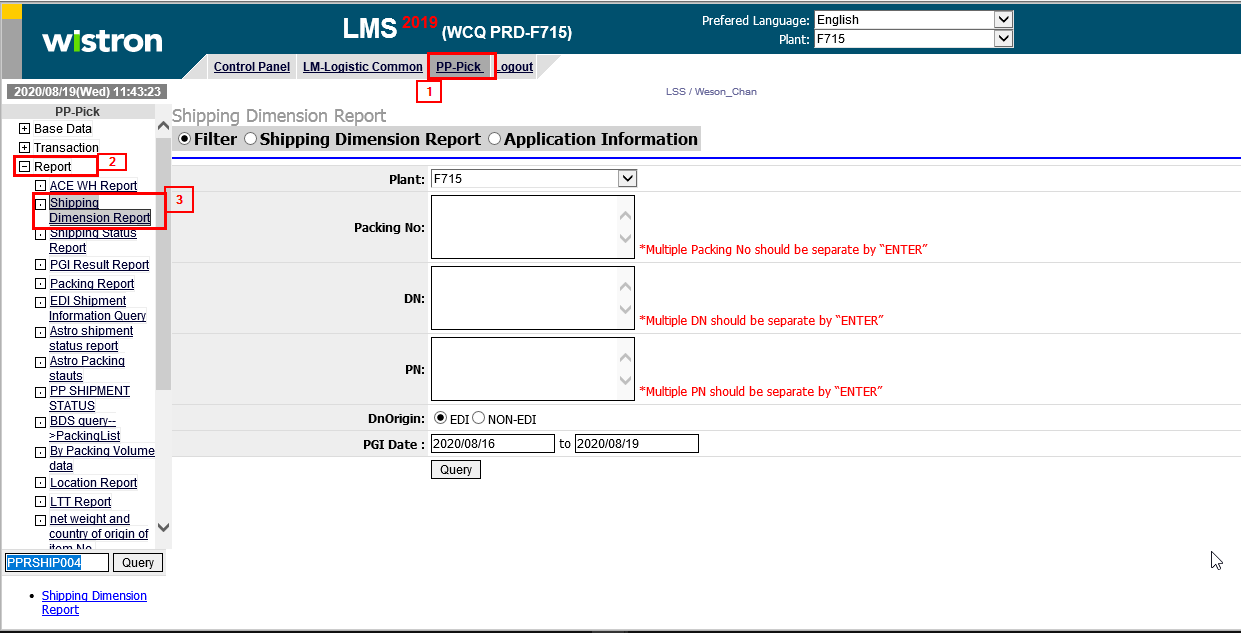 wistron
LMS 2019 (WCQ PRD-F715)
Prefered Language: English
Plant: F715
Control Panel LM-Logistic Common PP-Pick Logout
1
2020/08/19(Wed) 11:43:23
LSS / Weson_Chan
PP-Pick
Base Data
Transaction
Report
2
ACE WH Report
Shipping
Dimension Report
3
Shipping Status
Report
PGI Result Report
Packing Report
EDI Shipment
Information Query
Astro shipment
status report
Astro Packing
stauts
PP SHIPMENT
STATUS
BDS query--
>PackingList
By Packing Volume
data
Location Report
LTT Report
net weight and
country of origin of
item No
PPRSHIP004 Query
• Shipping Dimension
Report
Shipping Dimension Report
Filter Shipping Dimension Report Application Information
Plant: F715
Packing No:
*Multiple Packing No should be separate by “ENTER”
DN:
*Multiple DN should be separate by “ENTER”
PN:
*Multiple PN should be separate by “ENTER”
DnOrigin: EDI NON-EDI
PGI Date : 2020/08/16 to 2020/08/19
Query